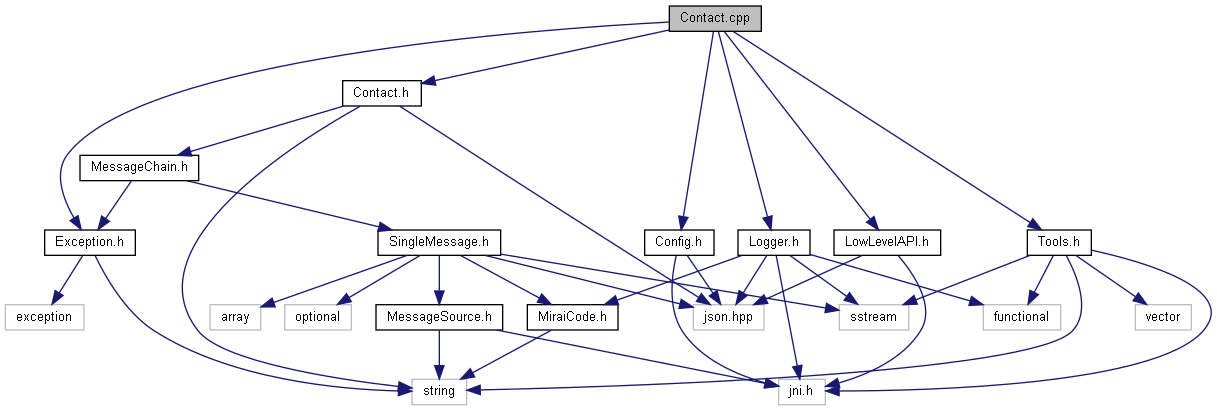 Contact.cpp
Contact.h
MessageChain.h
Exception.h
SingleMessage.h
Config.h
Logger.h
LowLevelAPI.h
Tools.h
exception
array
optional
MessageSource.h
MiraiCode.h
json.hpp
sstream
functional
vector
string
jni.h